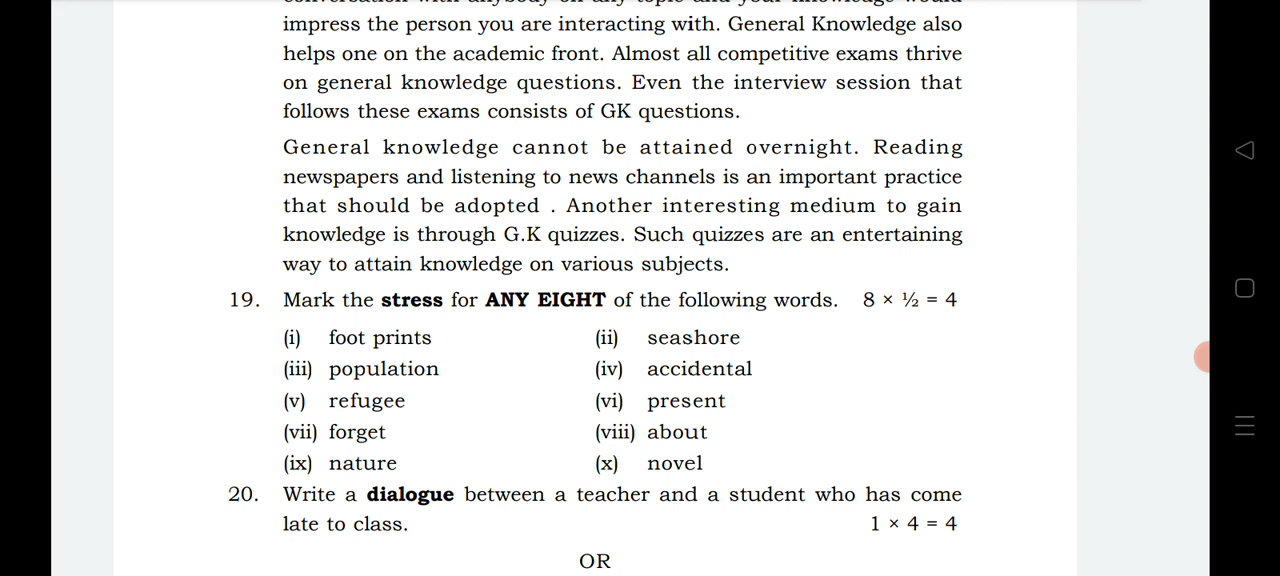 impress the person you are interacting with. General Knowledge also
helps one on the academic front. Almost all competitive exams thrive
on general knowledge questions. Even the interview session that
follows these exams consists of GK questions.
General knowledge cannot be attained overnight. Reading
newspapers and listening to news channels is an important practice
that should be adopted . Another interesting medium to gain
knowledge is through G.K quizzes. Such quizzes are an entertaining
way to attain knowledge on various subjects.
19. Mark the stress for ANY EIGHT of the following words. 8 × ½ = 4
(i) foot prints (ii) seashore
(iii) population (iv) accidental
(v) refugee (vi) present
(vii) forget (viii) about
(ix) nature (x) novel
20. Write a dialogue between a teacher and a student who has come
late to class. 1 × 4 = 4
OR